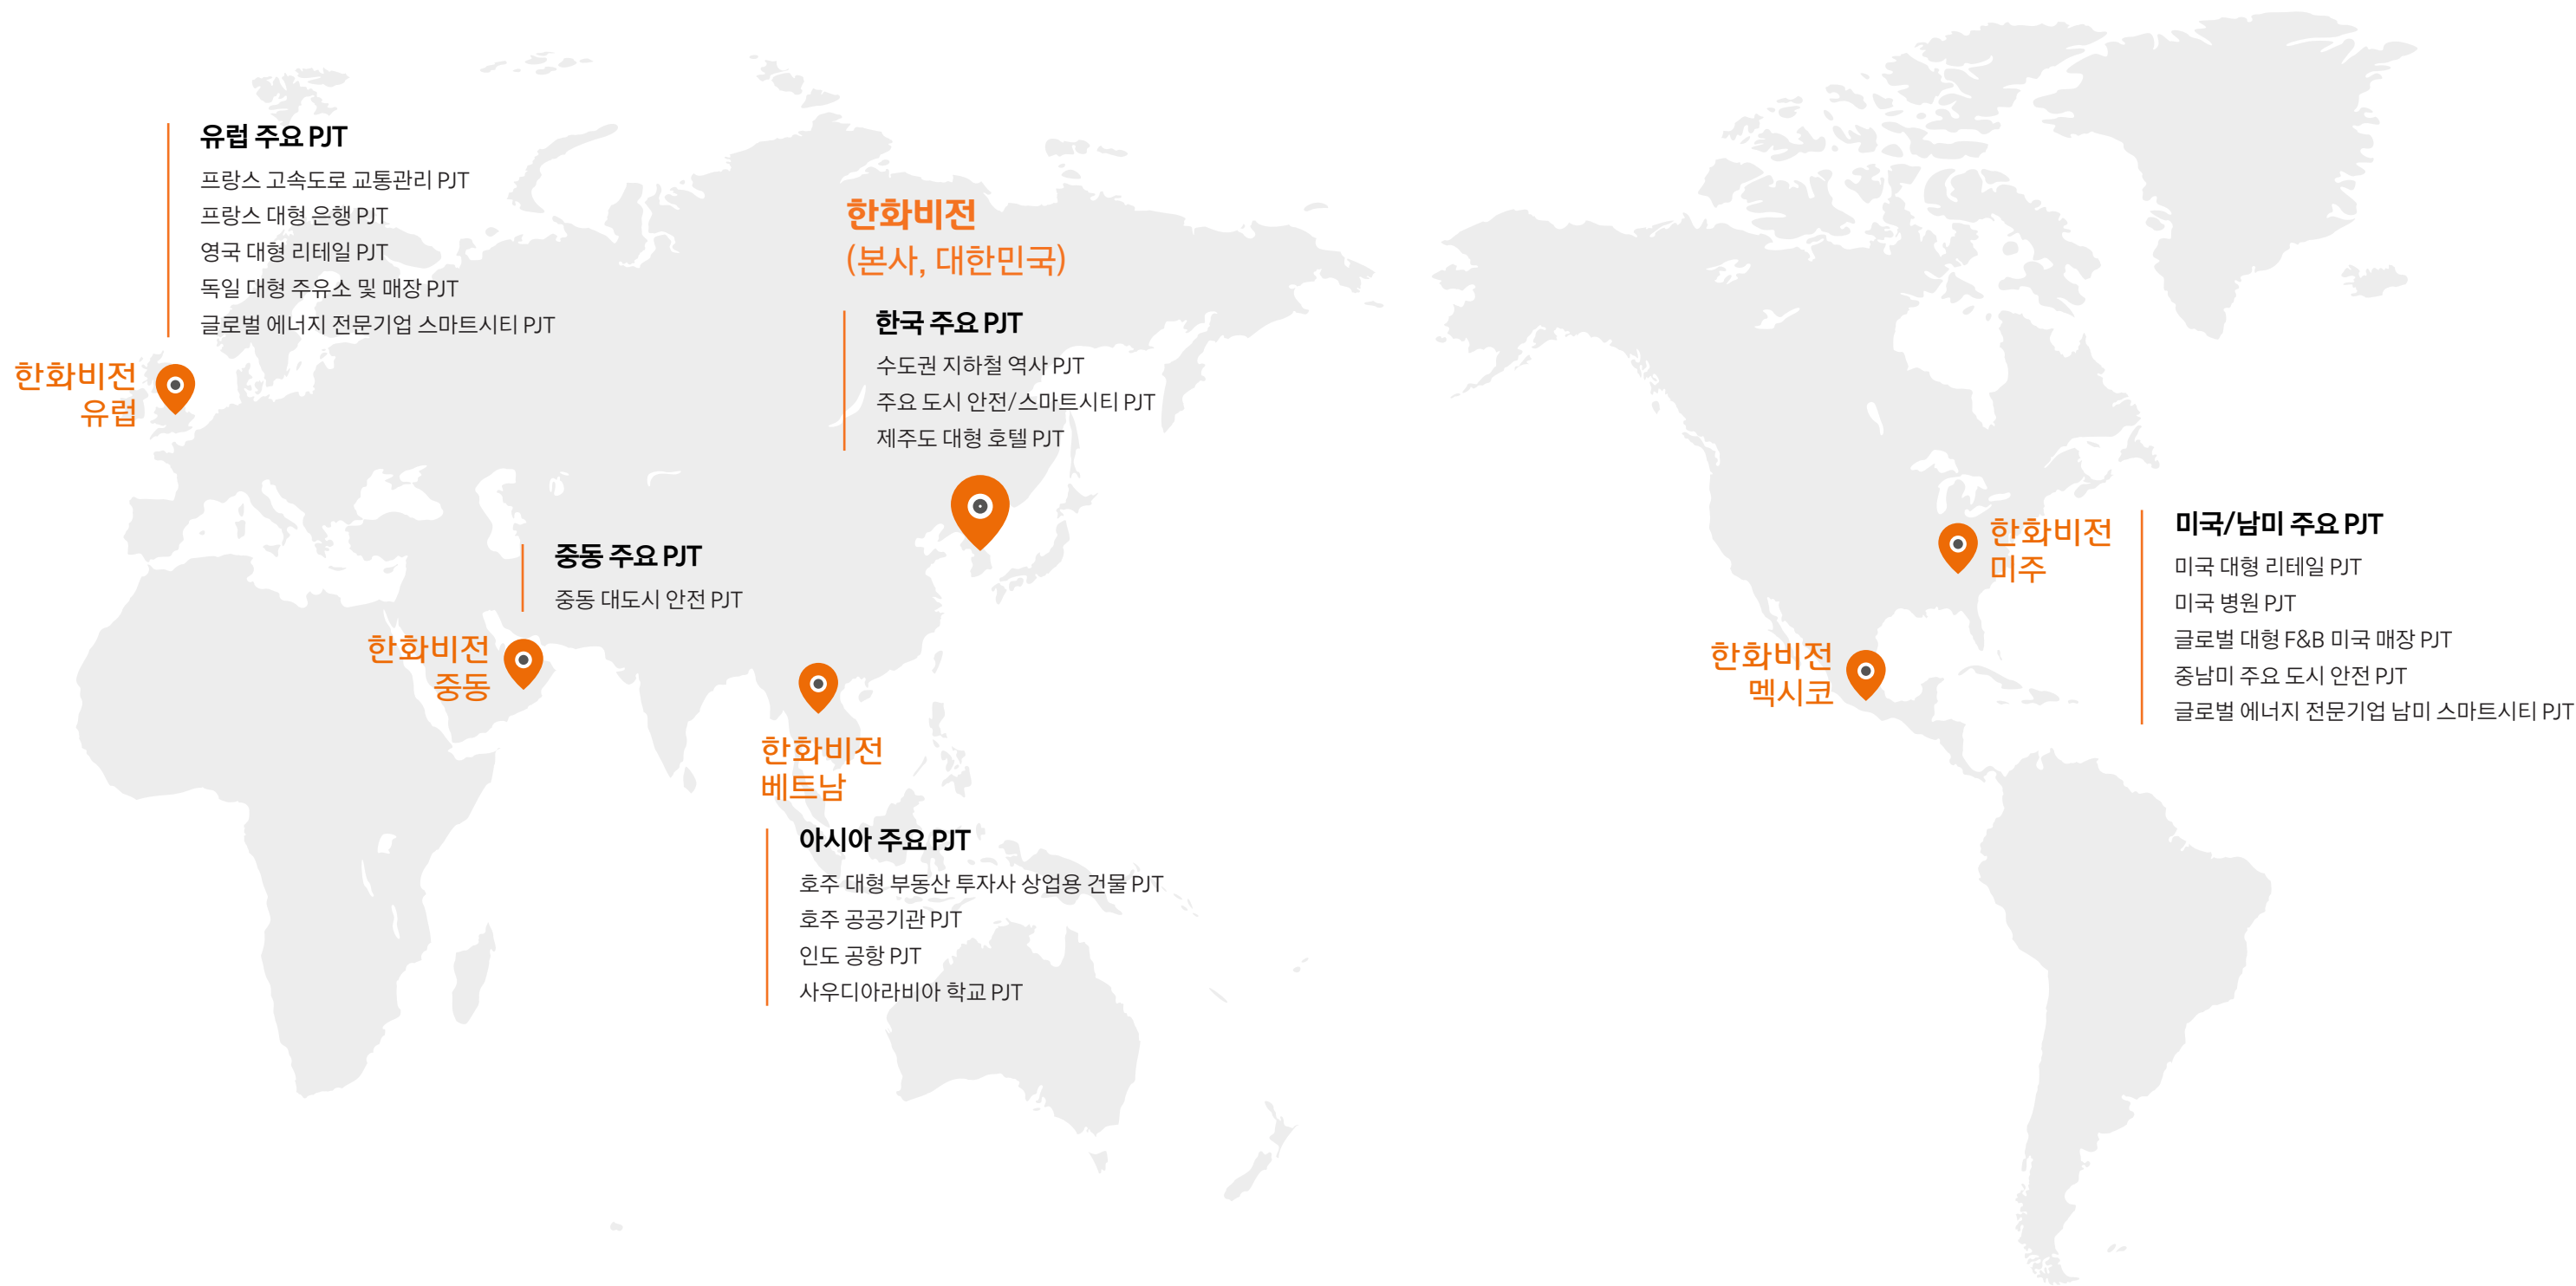 유럽 주요 PJT
프랑스 고속도로 교통관리 PJT
프랑스 대형 은행 PJT
영국 대형 리테일 PJT
독일 대형 주유소 및 매장 PJT
글로벌 에너지 전문기업 스마트시티 PJT
한화비전
유럽
한화비전
(본사, 대한민국)
한국 주요 PJT
수도권 지하철 역사 PJT
주요 도시 안전/스마트시티 PJT
제주도 대형 호텔 PJT
중동 주요 PJT
중동 대도시 안전 PJT
한화비전
중동
한화비전
베트남
아시아 주요 PJT
호주 대형 부동산 투자사 상업용 건물 PJT
호주 공공기관 PJT
인도 공항 PJT
사우디아라비아 학교 PJT
한화비전
미주
한화비전
멕시코
미국/남미 주요 PJT
미국 대형 리테일 PJT
미국 병원 PJT
글로벌 대형 F&B 미국 매장 PJT
중남미 주요 도시 안전 PJT
글로벌 에너지 전문기업 남미 스마트시티 PJT